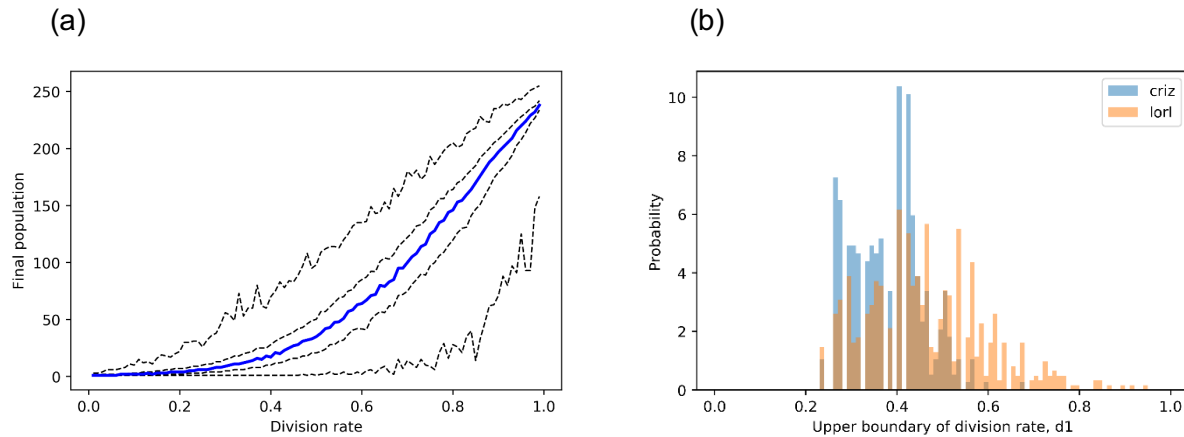 (a)
(b)
Final population
250
200
150
100
50
0
0.0 0.2 0.4 0.6 0.8 1.0
Division rate
Probability
10
8
6
4
2
0
criz
lorl
0.0 0.2 0.4 0.6 0.8 1.0
Upper boundary of division rate, d1